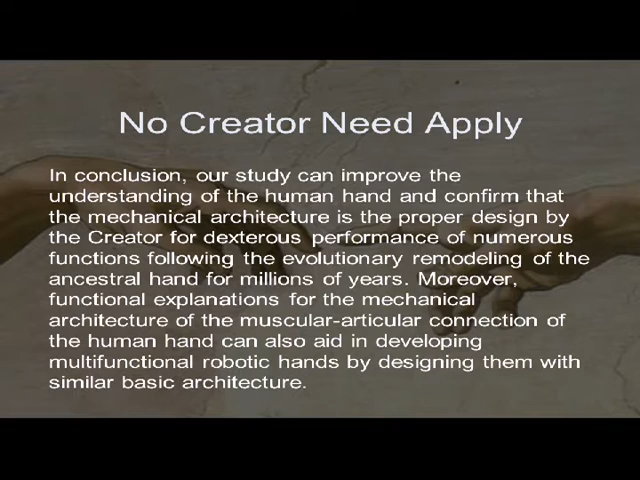 No Creator Need Apply
In conclusion, our study can improve the
understanding of the human hand and confirm that
the mechanical architecture is the proper design by
the Creator for dexterous performance of numerous
functions following the evolutionary remodeling of the
ancestral hand for millions of years. Moreover,
functional explanations for the mechanical
architecture of the muscular-articular connection of
the human hand can also aid in developing
multifunctional robotic hands by designing them with
similar basic architecture.